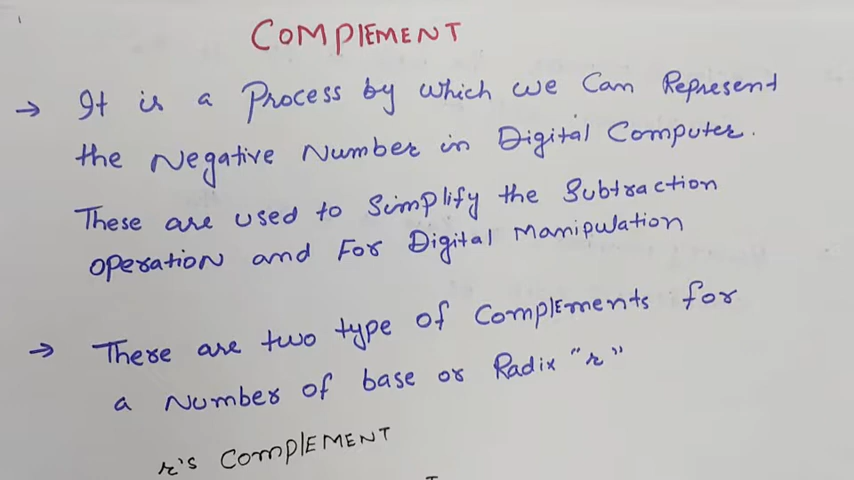 COMPLEMENT
→ It is a Process by which we Can Represent
the Negative Number in Digital Computer.
These are used to Simplify the Subtraction
operation and For Digital Manipulation
→ There are two type of Complements for
a Number of base or Radix "r"
r's COMPLEMENT